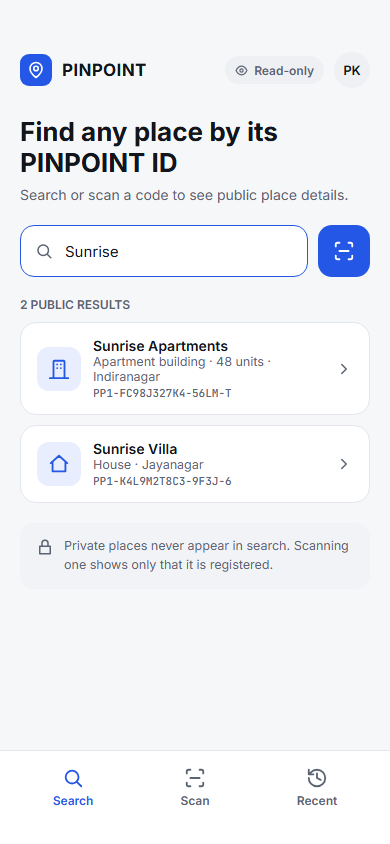 PINPOINT
Read-only
PK
Find any place by its
PINPOINT ID
Search or scan a code to see public place details.
Sunrise
2 PUBLIC RESULTS
Sunrise Apartments
Apartment building · 48 units ·
Indiranagar
PP1-FC98J327K4-56LM-T
Sunrise Villa
House · Jayanagar
PP1-K4L9M2T8C3-9F3J-6
Private places never appear in search. Scanning
one shows only that it is registered.
Search
Scan
Recent